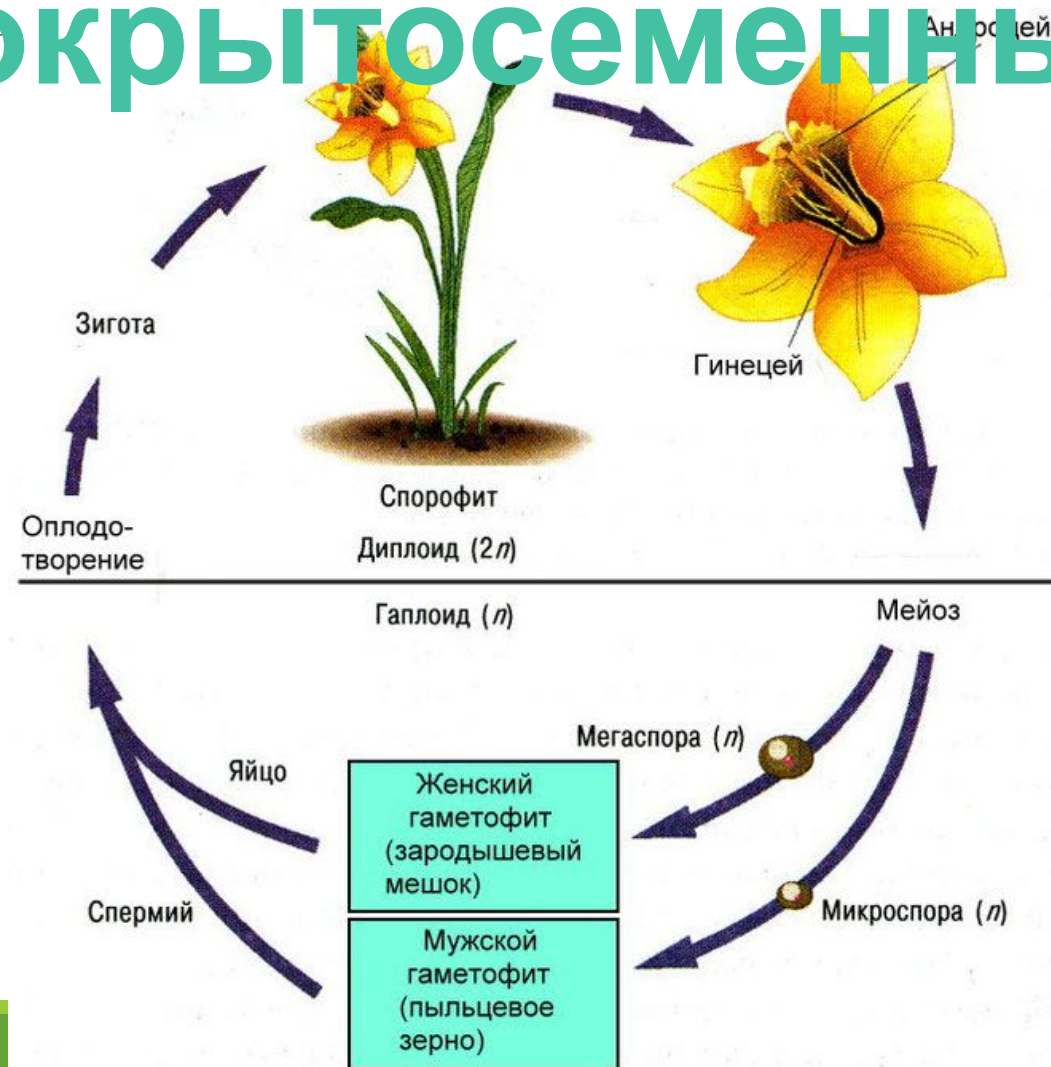 окрытосеменны
Андроцей
Зигота
Гинецей
Спорофит
Оплодо-
творение
Диплоид (2n)
Гаплоид (n)
Мейоз
Мегаспора (n)
Яйцо
Женский
гаметофит
(зародышевый
мешок)
Спермий
Микроспора (n)
Мужской
гаметофит
(пыльцевое
зерно)